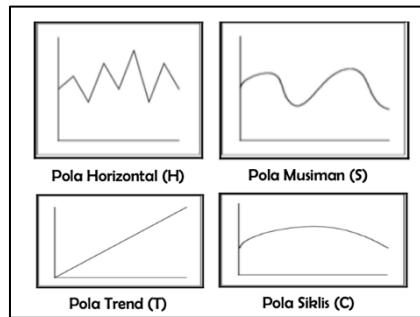 Pola Horizontal (H)
Pola Musiman (S)
Pola Trend (T)
Pola Siklis (C)